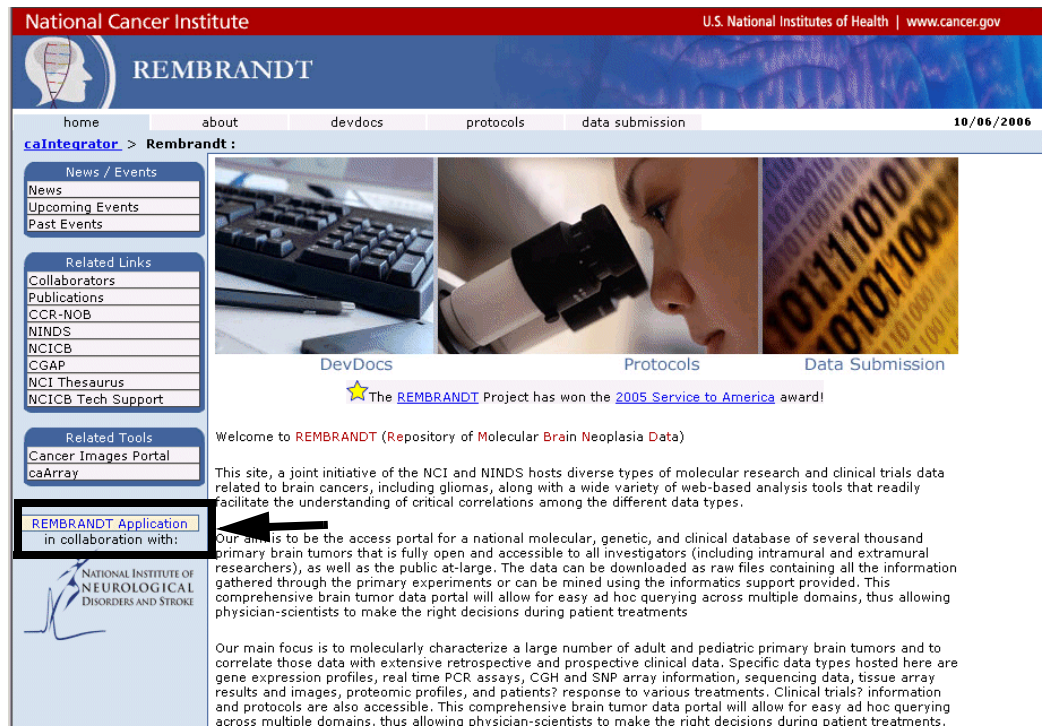 National Cancer Institute
U.S. National Institutes of Health | www.cancer.gov
REMBRANDT
home about devdocs protocols data submission 10/06/2006
caIntegrator > Rembrandt :
News / Events
News
Upcoming Events
Past Events
Related Links
Collaborators
Publications
CCR-NOB
NINDS
NCICB
CGAP
NCI Thesaurus
NCICB Tech Support
Related Tools
Cancer Images Portal
caArray
REMBRANDT Application
in collaboration with:
NATIONAL INSTITUTE OF
NEUROLOGICAL
DISORDERS AND STROKE
DevDocs Protocols Data Submission
The REMBRANDT Project has won the 2005 Service to America award!
Welcome to REMBRANDT (Repository of Molecular Brain Neoplasia Data)
This site, a joint initiative of the NCI and NINDS hosts diverse types of molecular research and clinical trials data
related to brain cancers, including gliomas, along with a wide variety of web-based analysis tools that readily
facilitate the understanding of critical correlations among the different data types.
Our aim is to be the access portal for a national molecular, genetic, and clinical database of several thousand
primary brain tumors that is fully open and accessible to all investigators (including intramural and extramural
researchers), as well as the public at-large. The data can be downloaded as raw files containing all the information
gathered through the primary experiments or can be mined using the informatics support provided. This
comprehensive brain tumor data portal will allow for easy ad hoc querying across multiple domains, thus allowing
physician-scientists to make the right decisions during patient treatments
Our main focus is to molecularly characterize a large number of adult and pediatric primary brain tumors and to
correlate those data with extensive retrospective and prospective clinical data. Specific data types hosted here are
gene expression profiles, real time PCR assays, CGH and SNP array information, sequencing data, tissue array
results and images, proteomic profiles, and patients? response to various treatments. Clinical trials? information
and protocols are also accessible. This comprehensive brain tumor data portal will allow for easy ad hoc querying
across multiple domains, thus allowing physician-scientists to make the right decisions during patient treatments.